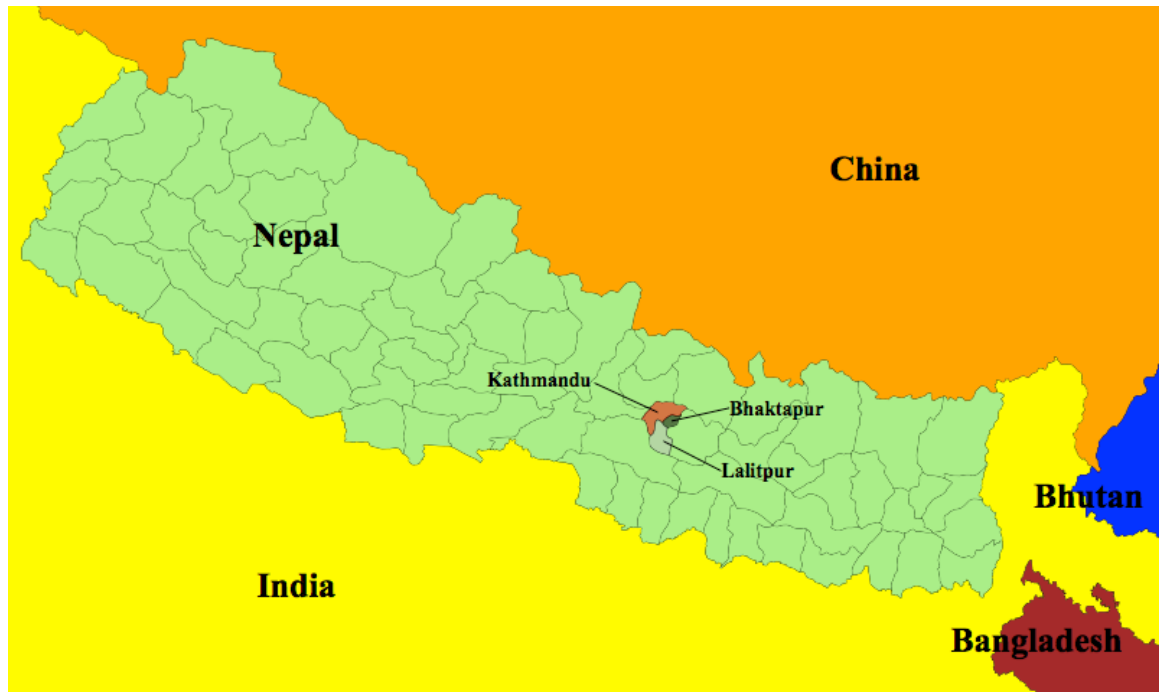 China
Nepal
Kathmandu
Bhaktapur
Lalitpur
Bhutan
India
Bangladesh